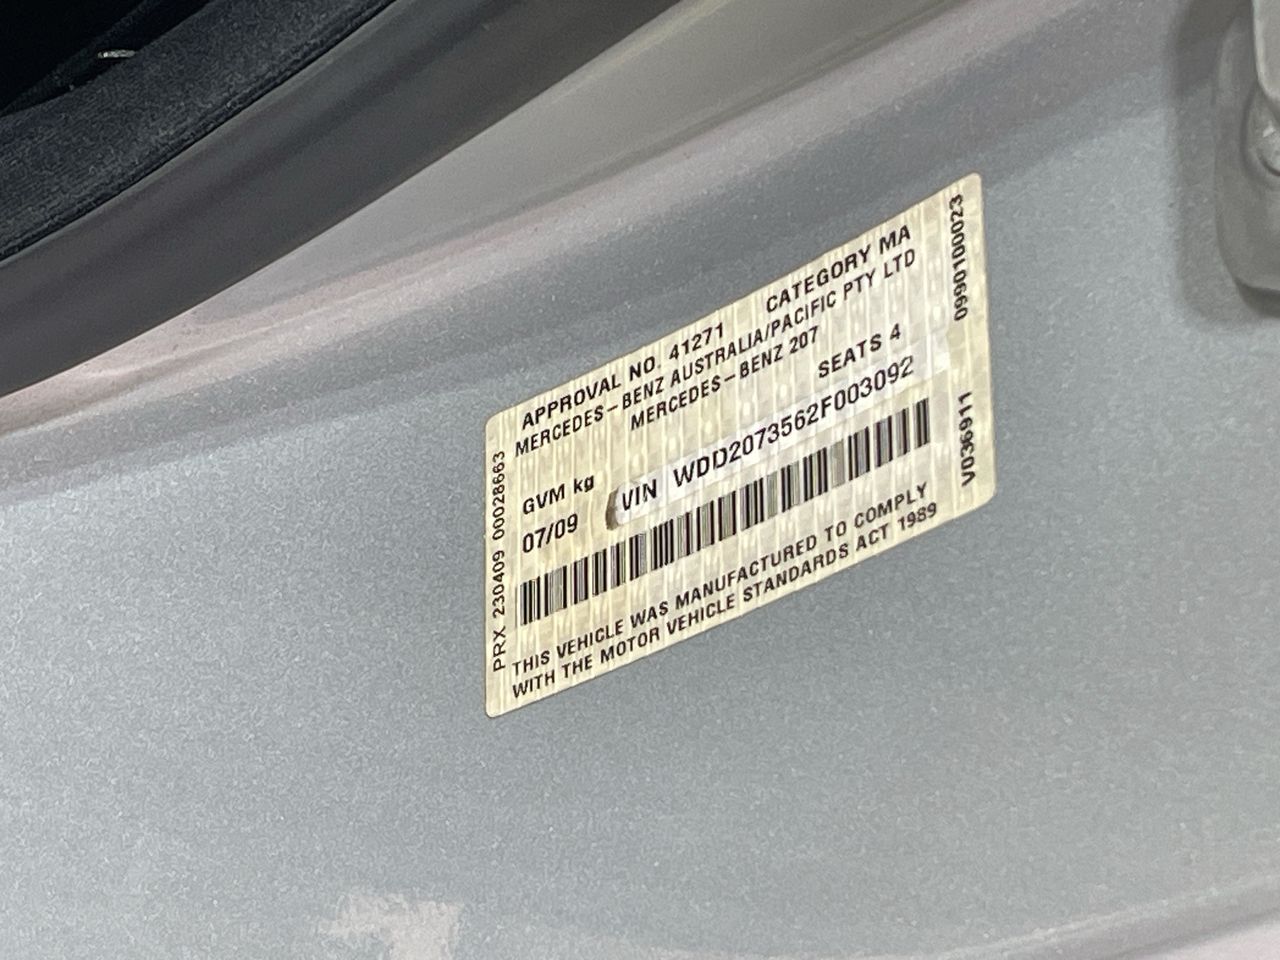 APPROVAL NO. 41271 CATEGORY MA
MERCEDES-BENZ AUSTRALIA/PACIFIC PTY LTD
MERCEDES-BENZ 207
SEATS 4
GVM kg
07/09
VIN WDD2073562F003092
THIS VEHICLE WAS MANUFACTURED TO COMPLY
WITH THE MOTOR VEHICLE STANDARDS ACT 1989
PRX 230409 00028663
V036911 0990100023